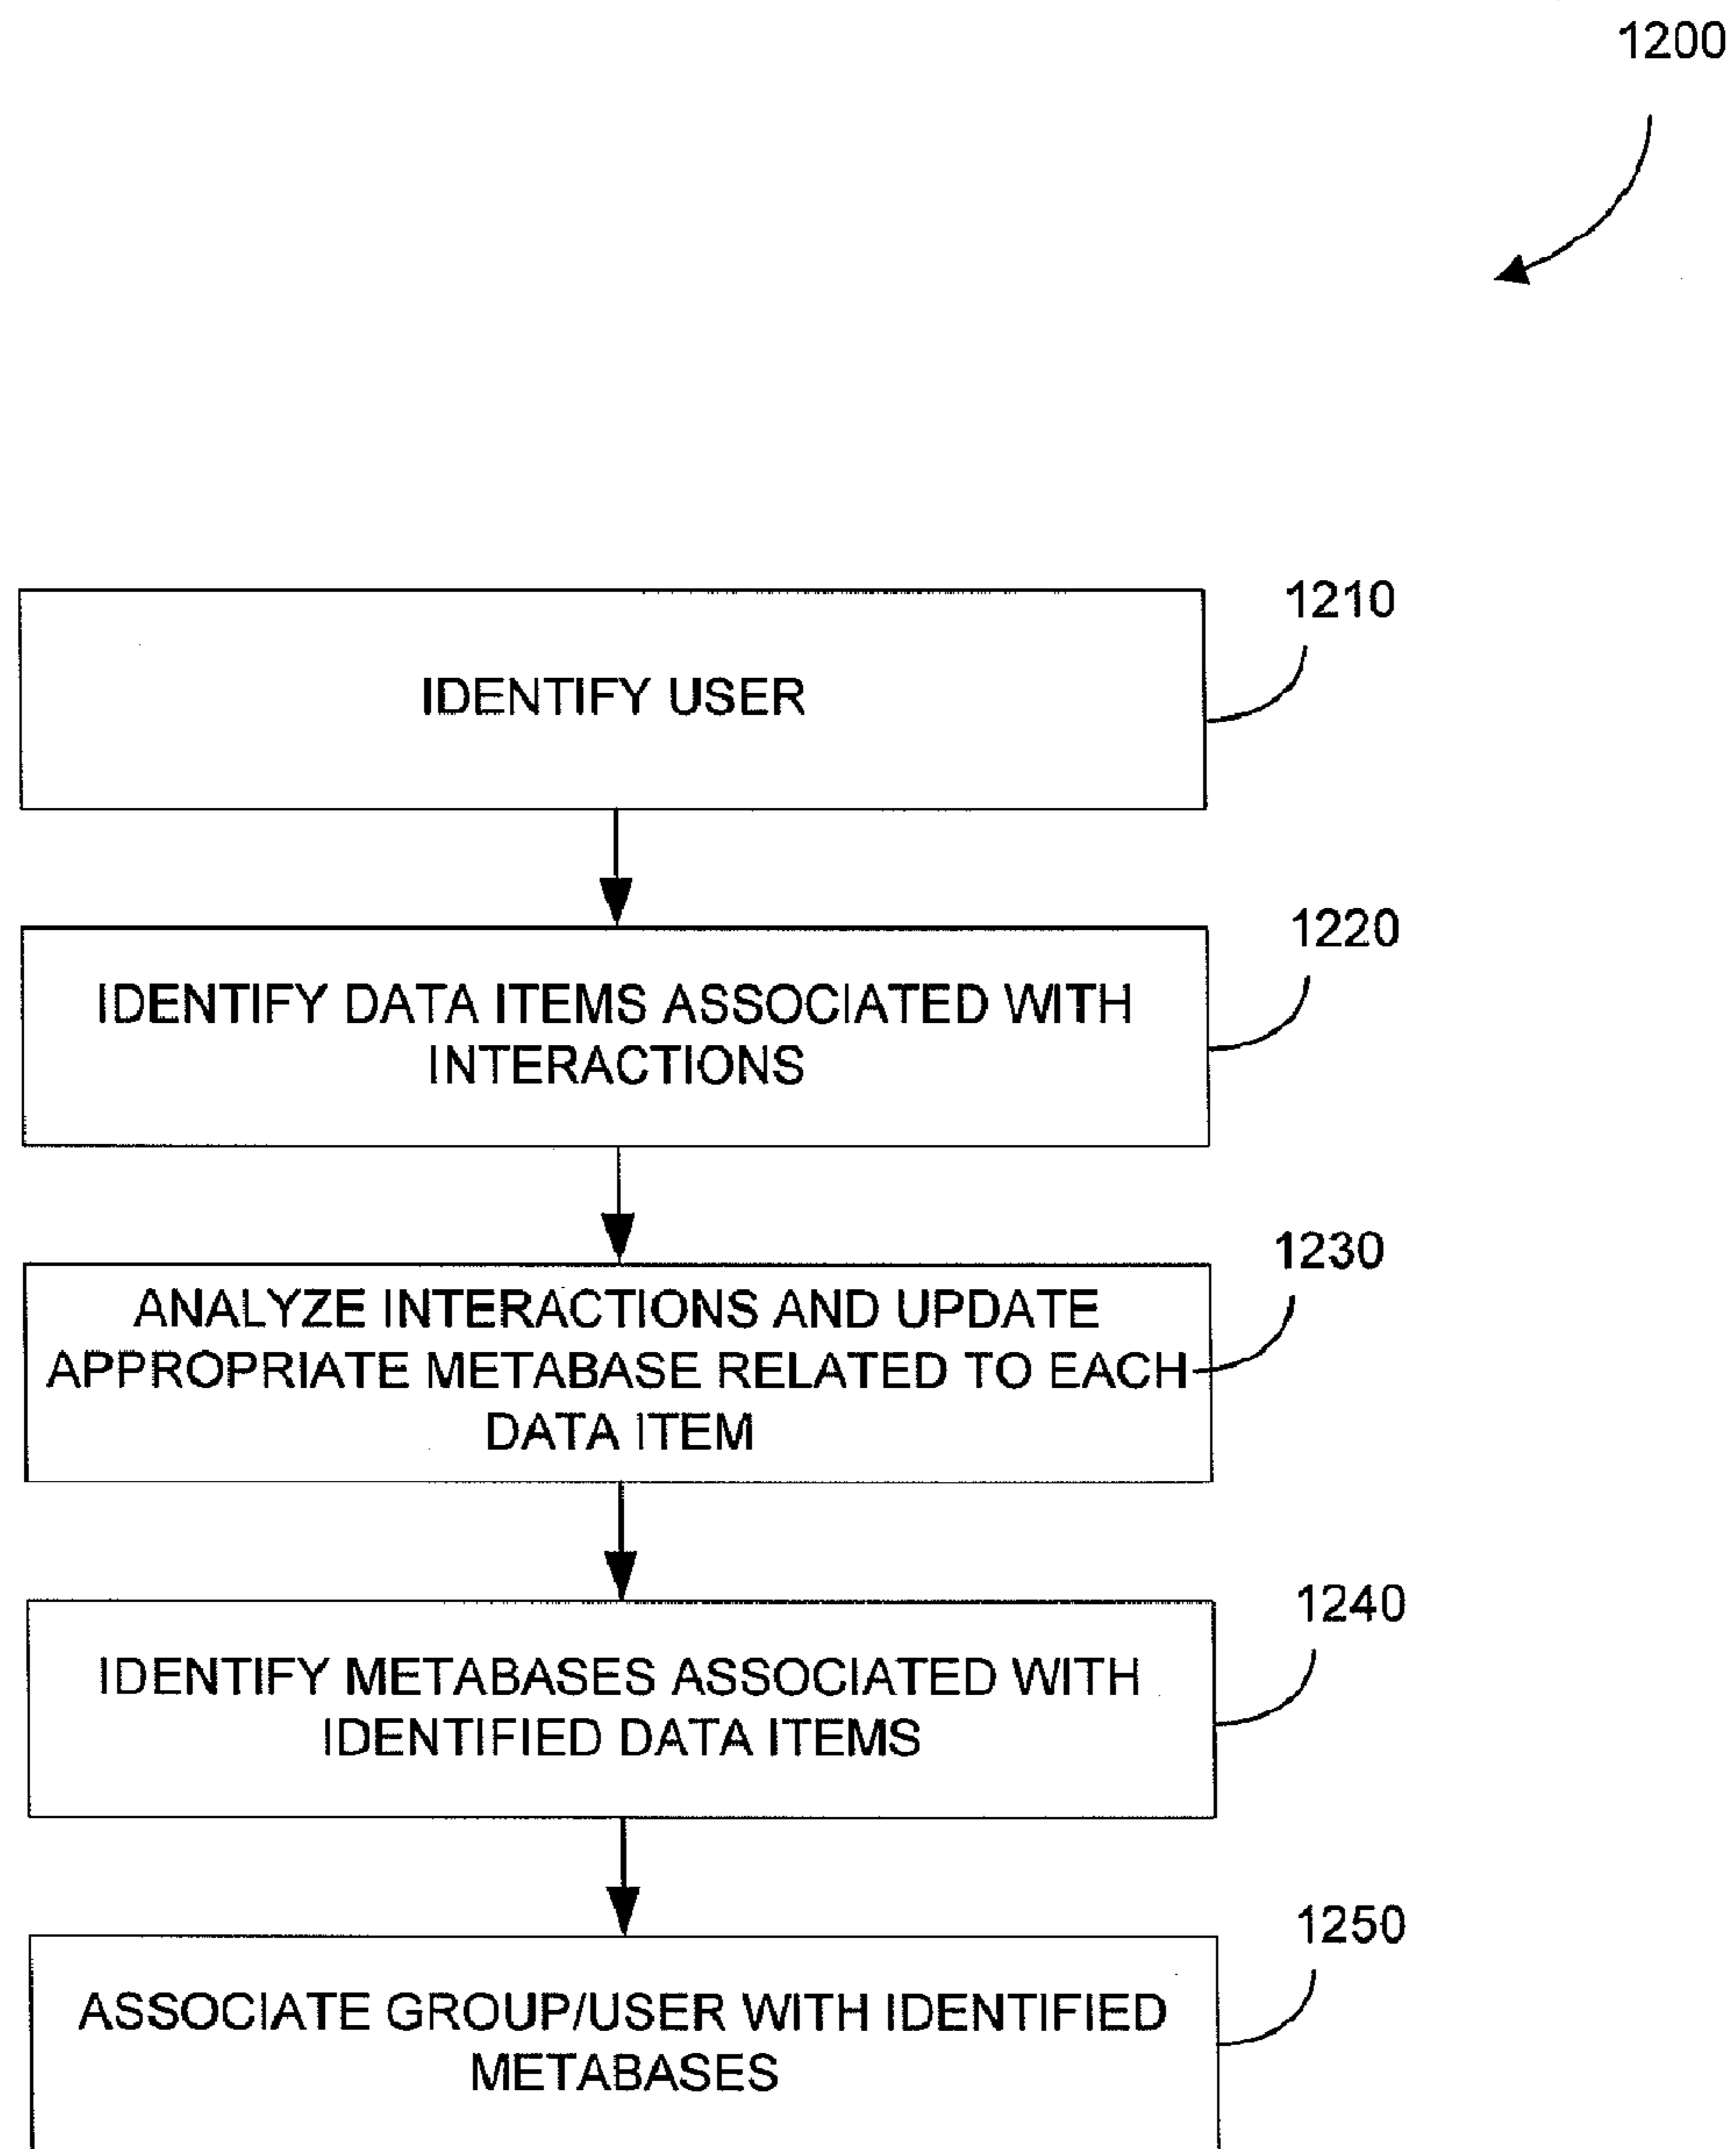 1200
IDENTIFY USER
1210
IDENTIFY DATA ITEMS ASSOCIATED WITH
INTERACTIONS
1220
ANALYZE INTERACTIONS AND UPDATE
APPROPRIATE METABASE RELATED TO EACH
DATA ITEM
1230
IDENTIFY METABASES ASSOCIATED WITH
IDENTIFIED DATA ITEMS
1240
ASSOCIATE GROUP/USER WITH IDENTIFIED
METABASES
1250